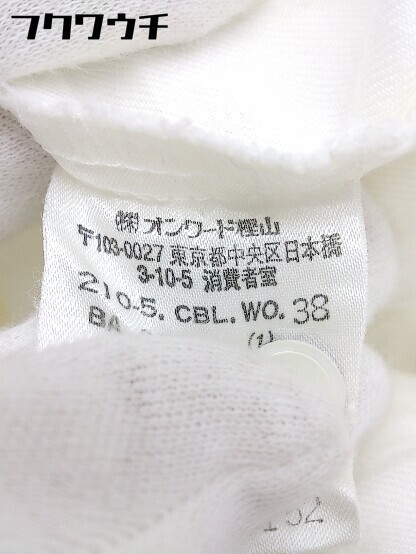 フクワウチ
㈱オンワード樫山
〒103-0027 東京都中央区日本橋
3-10-5 消費者室
210-5. CBL. WO. 38
(1)